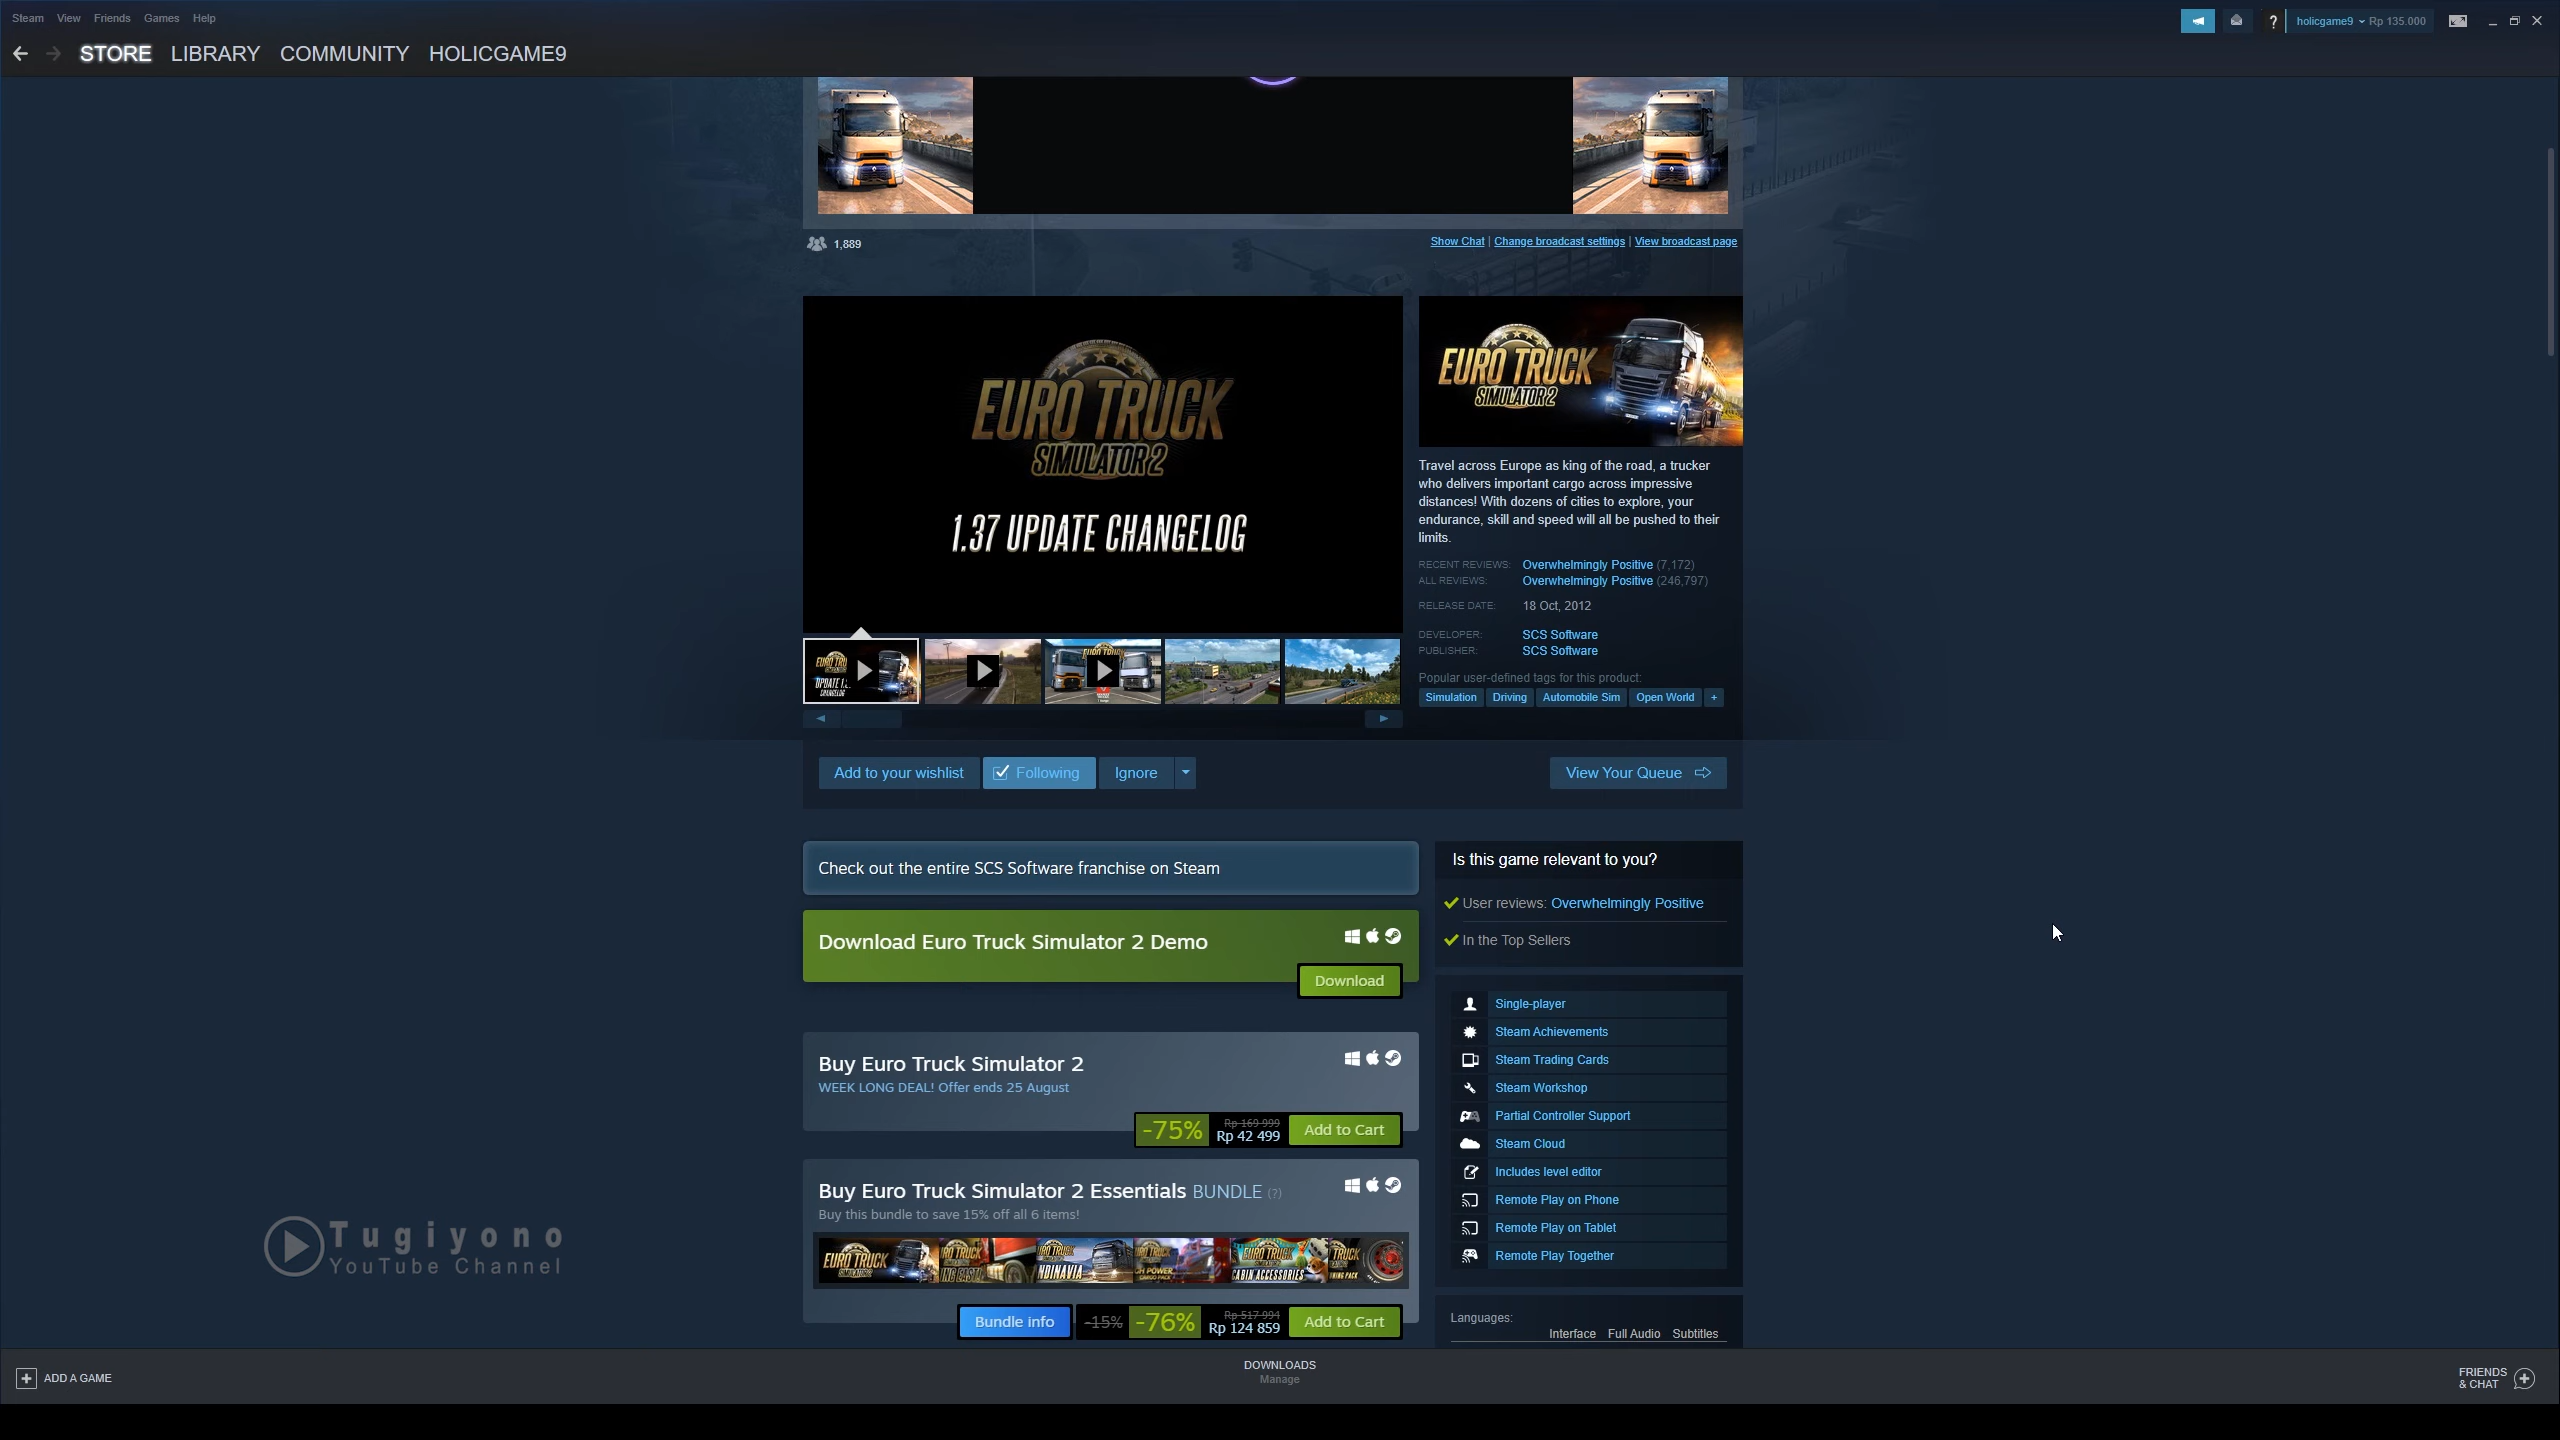 Steam View Friends Games Help
holicgame9 Rp 135.000
STORE LIBRARY COMMUNITY HOLICGAME9
1,889
Show Chat | Change broadcast settings | View broadcast page
EURO TRUCK
SIMULATOR 2
1.37 UPDATE CHANGELOG
EURO TRUCK
SIMULATOR 2
Travel across Europe as king of the road, a trucker
who delivers important cargo across impressive
distances! With dozens of cities to explore, your
endurance, skill and speed will all be pushed to their
limits.
RECENT REVIEWS: Overwhelmingly Positive (7,172)
ALL REVIEWS: Overwhelmingly Positive (246,797)
RELEASE DATE: 18 Oct, 2012
DEVELOPER: SCS Software
PUBLISHER: SCS Software
Popular user-defined tags for this product:
Simulation Driving Automobile Sim Open World +
Add to your wishlist Following Ignore View Your Queue
Check out the entire SCS Software franchise on Steam
Download Euro Truck Simulator 2 Demo
Download
Buy Euro Truck Simulator 2
WEEK LONG DEAL! Offer ends 25 August
-75% Rp 169 999 Rp 42 499 Add to Cart
Buy Euro Truck Simulator 2 Essentials BUNDLE (?)
Buy this bundle to save 15% off all 6 items!
EURO TRUCK
SIMULATOR 2
CABIN ACCESSORIES
Bundle info -15% -76% Rp 517 994 Rp 124 859 Add to Cart
Is this game relevant to you?
User reviews: Overwhelmingly Positive
In the Top Sellers
Single-player
Steam Achievements
Steam Trading Cards
Steam Workshop
Partial Controller Support
Steam Cloud
Includes level editor
Remote Play on Phone
Remote Play on Tablet
Remote Play Together
Languages:
Interface Full Audio Subtitles
Tugiyono
YouTube Channel
ADD A GAME
DOWNLOADS
Manage
FRIENDS
& CHAT